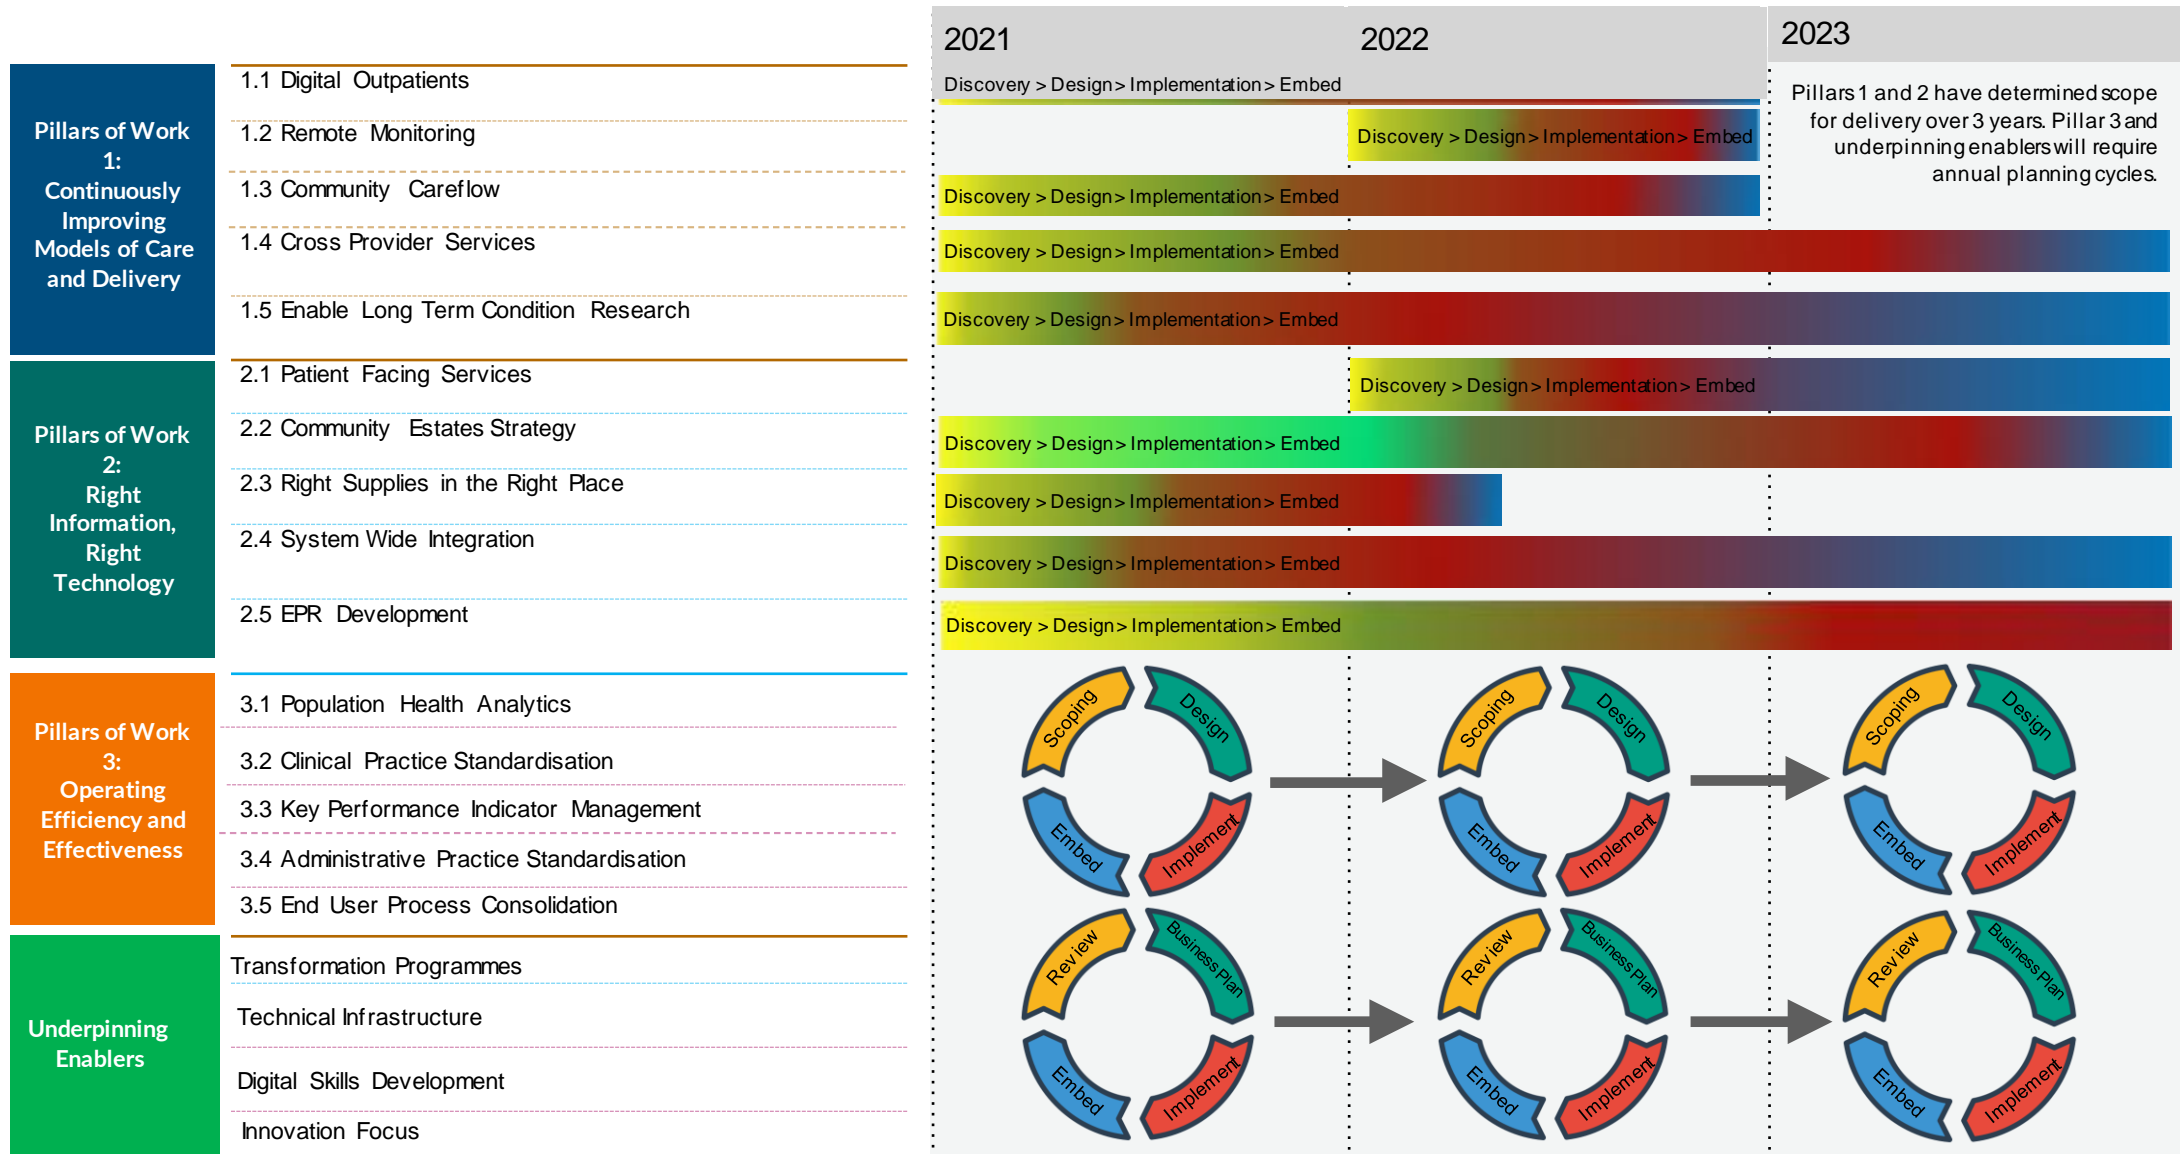 2021
2022
2023
Pillars of Work
1:
Continuously
Improving
Models of Care
and Delivery
1.1 Digital Outpatients
Discovery > Design > Implementation > Embed
1.2 Remote Monitoring
Discovery > Design > Implementation > Embed
1.3 Community Careflow
Discovery > Design > Implementation > Embed
1.4 Cross Provider Services
Discovery > Design > Implementation > Embed
1.5 Enable Long Term Condition Research
Discovery > Design > Implementation > Embed
Pillars 1 and 2 have determined scope
for delivery over 3 years. Pillar 3 and
underpinning enablers will require
annual planning cycles.
Pillars of Work
2:
Right
Information,
Right
Technology
2.1 Patient Facing Services
Discovery > Design > Implementation > Embed
2.2 Community Estates Strategy
Discovery > Design > Implementation > Embed
2.3 Right Supplies in the Right Place
Discovery > Design > Implementation > Embed
2.4 System Wide Integration
Discovery > Design > Implementation > Embed
2.5 EPR Development
Discovery > Design > Implementation > Embed
Pillars of Work
3:
Operating
Efficiency and
Effectiveness
3.1 Population Health Analytics
3.2 Clinical Practice Standardisation
3.3 Key Performance Indicator Management
3.4 Administrative Practice Standardisation
3.5 End User Process Consolidation
Scoping
Design
Implement
Embed
Scoping
Design
Implement
Embed
Scoping
Design
Implement
Embed
Underpinning
Enablers
Transformation Programmes
Technical Infrastructure
Digital Skills Development
Innovation Focus
Review
Business Plan
Implement
Embed
Review
Business Plan
Implement
Embed
Review
Business Plan
Implement
Embed